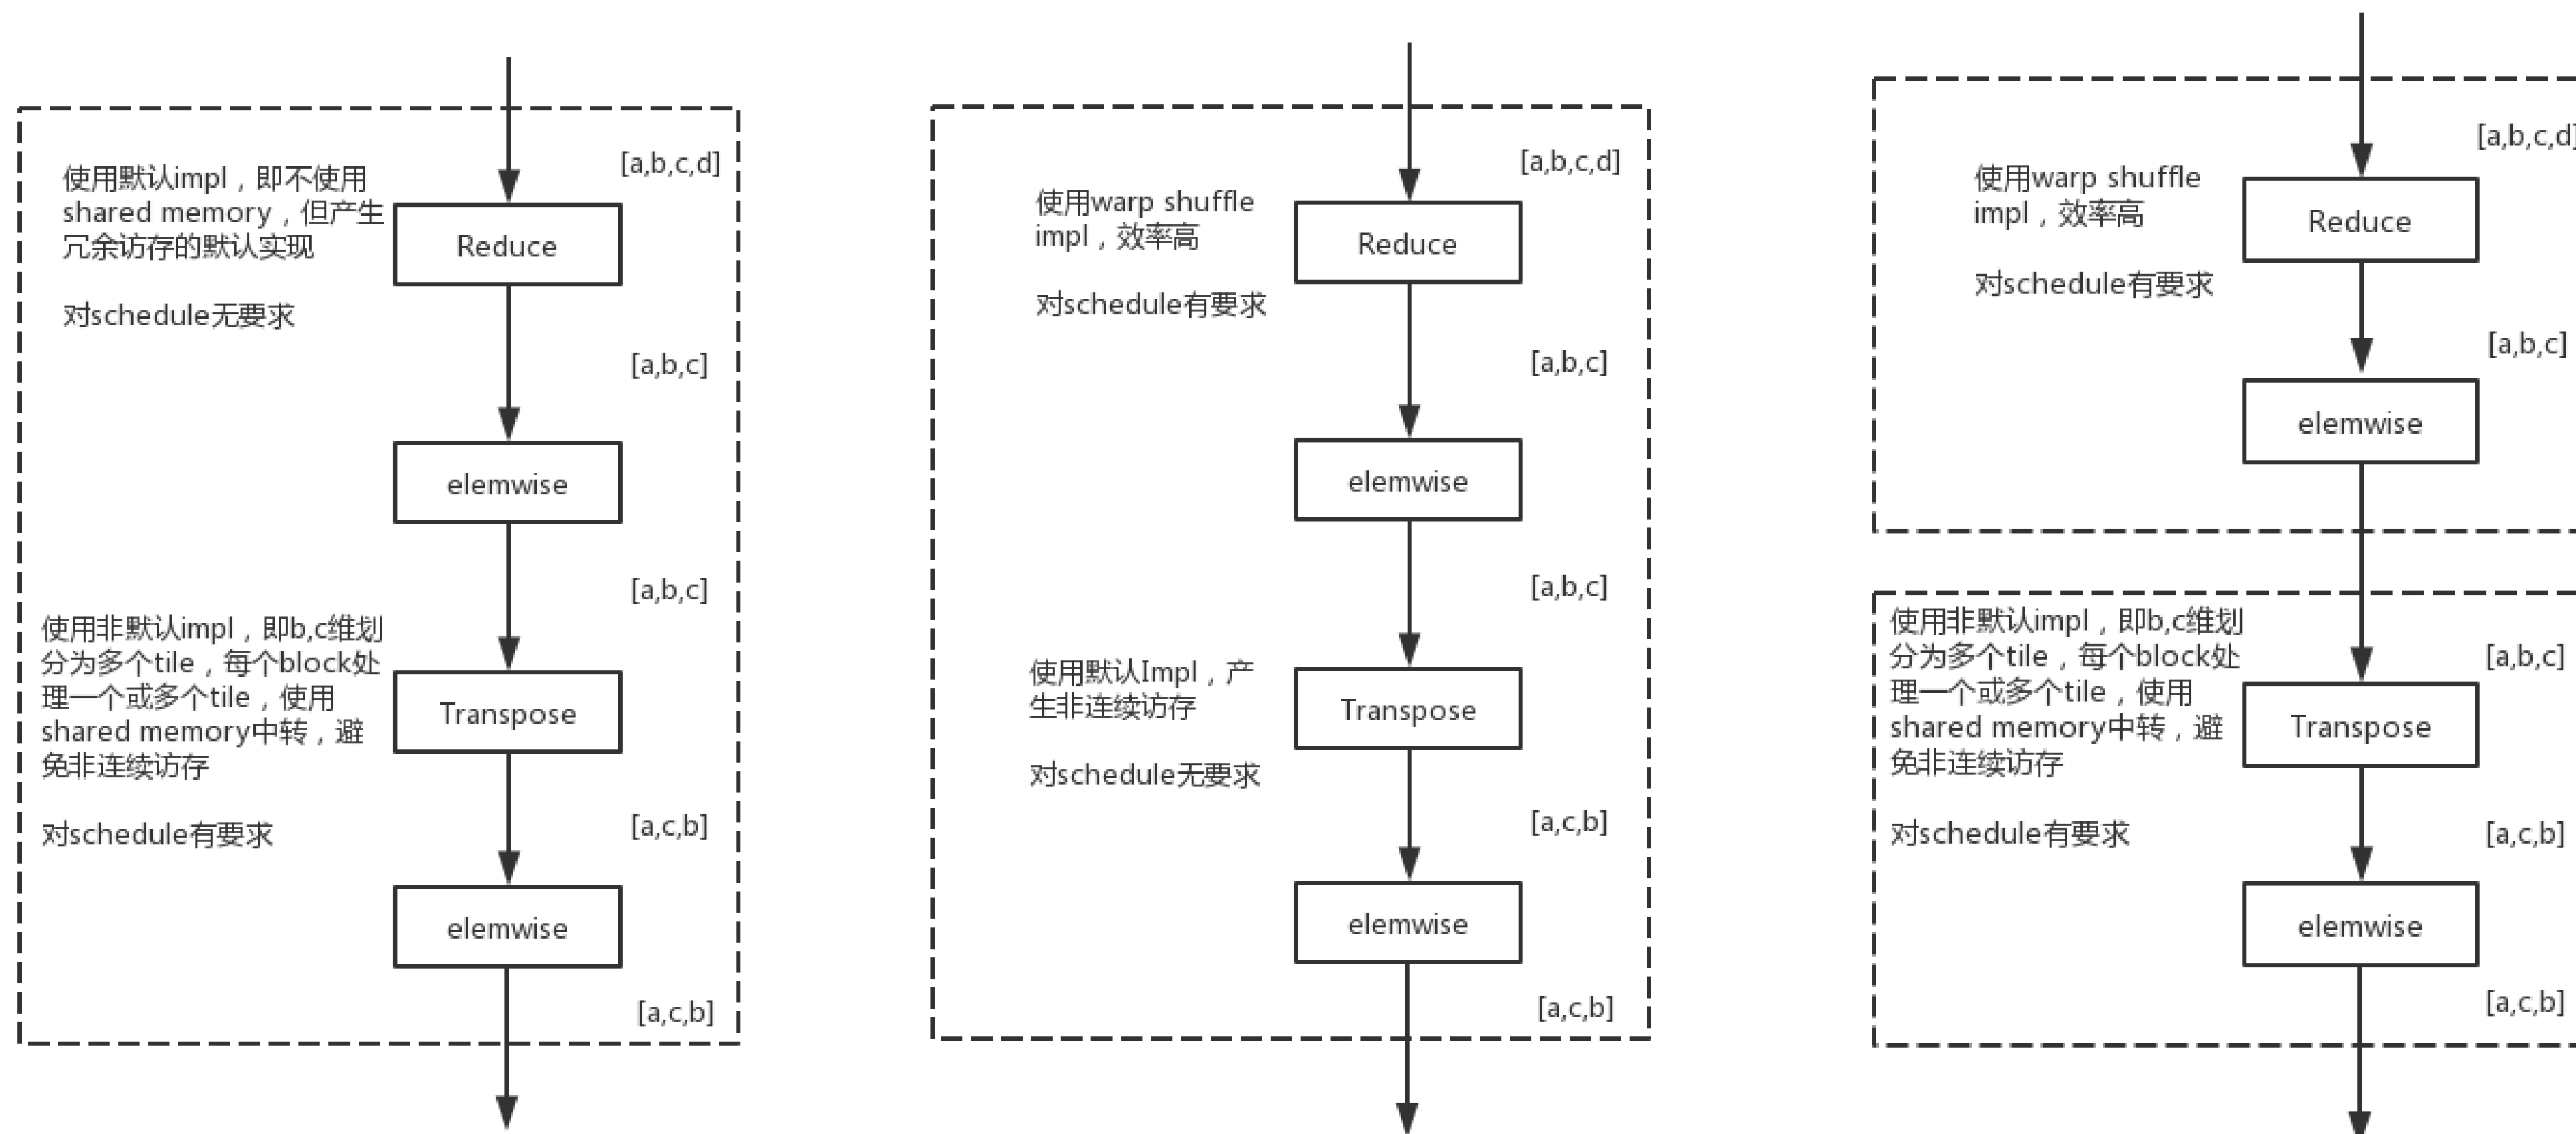 [a,b,c,d]
使用默认impl，即不使用
shared memory，但产生
冗余访存的默认实现
对schedule无要求
Reduce
[a,b,c]
elemwise
[a,b,c]
使用非默认impl，即b,c维划
分为多个tile，每个block处
理一个或多个tile，使用
shared memory中转，避
免非连续访存
对schedule有要求
Transpose
[a,c,b]
elemwise
[a,c,b]
[a,b,c,d]
使用warp shuffle
impl，效率高
对schedule有要求
Reduce
[a,b,c]
elemwise
[a,b,c]
使用默认Impl，产
生非连续访存
对schedule无要求
Transpose
[a,c,b]
elemwise
[a,c,b]
[a,b,c,d]
使用warp shuffle
impl，效率高
对schedule有要求
Reduce
[a,b,c]
elemwise
使用非默认impl，即b,c维划
分为多个tile，每个block处
理一个或多个tile，使用
shared memory中转，避
免非连续访存
对schedule有要求
[a,b,c]
Transpose
[a,c,b]
elemwise
[a,c,b]